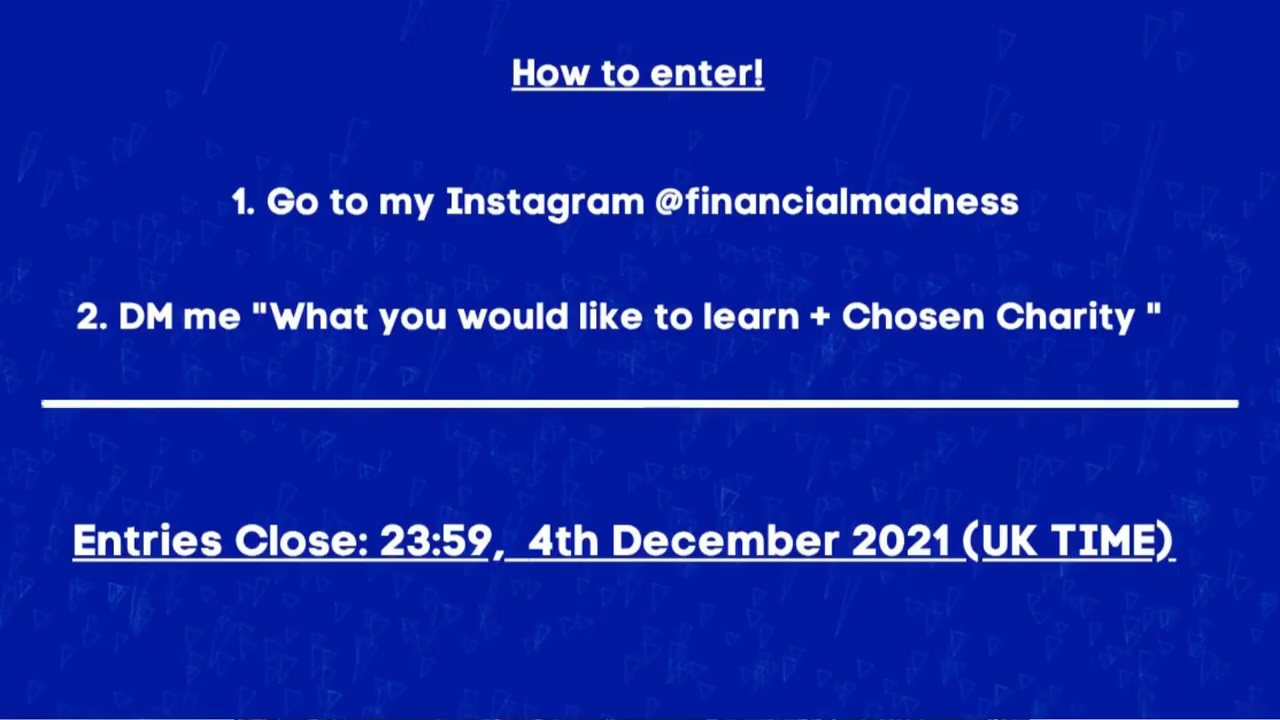 How to enter!
1. Go to my Instagram @financialmadness
2. DM me "What you would like to learn + Chosen Charity "
Entries Close: 23:59, 4th December 2021 (UK TIME)